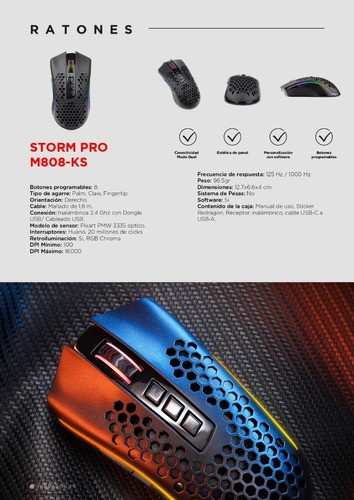 RATONES
STORM PRO
M808-KS
Conectividad
Modo Dual
Estética de panal
Personalización
con software
Botones
programables
Botones programables: 8.
Tipo de agarre: Palm, Claw, Fingertip
Orientación: Derecho.
Cable: Mallado de 1,8 m.
Conexión: Inalámbrica 2.4 Ghz con Dongle
USB/ Cableado USB.
Modelo de sensor: Pixart PMW 3335 óptico.
Interruptores: Huano, 20 millones de clicks
Retroiluminación: Si, RGB Chroma
DPI Mínimo: 100
DPI Máximo: 16000
Frecuencia de respuesta: 125 Hz / 1000 Hz
Peso: 96.5gr
Dimensiones: 12.7x6.6x4 cm
Sistema de Pesas: No
Software: Si
Contenido de la caja: Manual de uso, Sticker
Redragon, Receptor inalámbrico, cable USB-C a
USB-A.